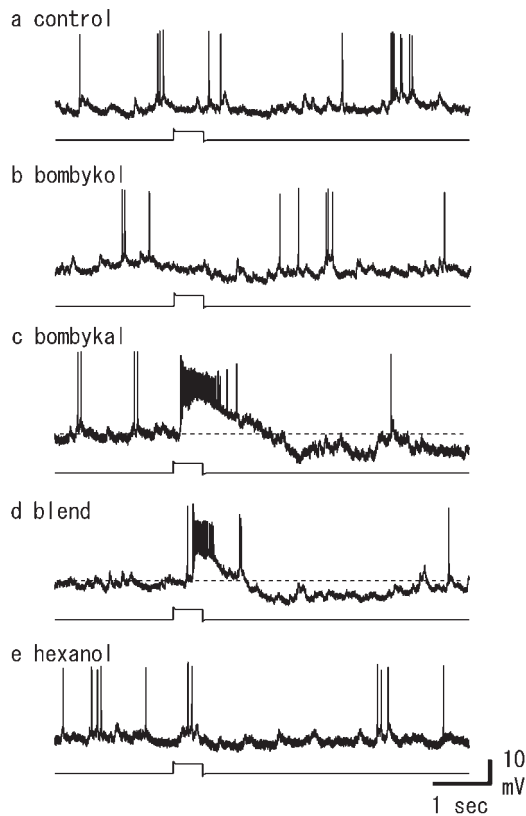 a control
b bombykol
c bombykal
d blend
e hexanol
10
mV
1 sec